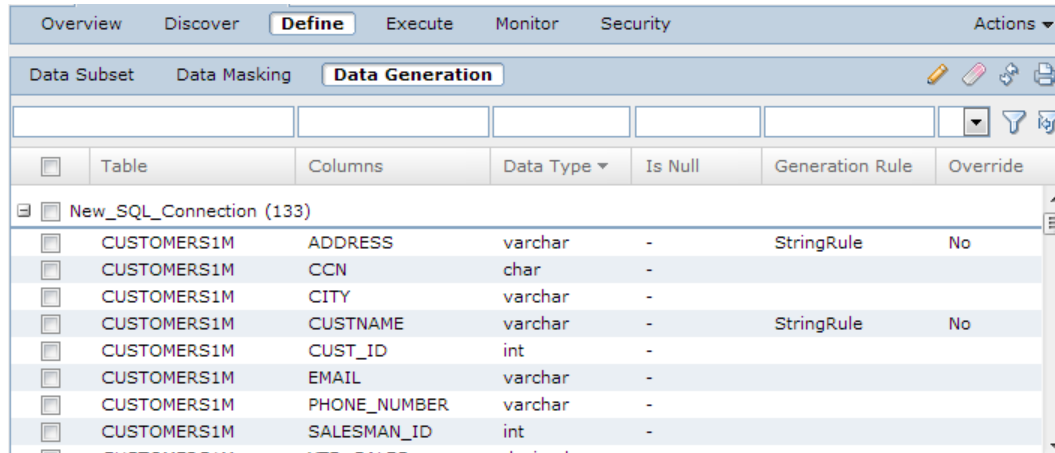 Overview Discover Define Execute Monitor Security Actions
Data Subset Data Masking Data Generation
Table Columns Data Type Is Null Generation Rule Override
New_SQL_Connection (133)
CUSTOMERS1M ADDRESS varchar - StringRule No
CUSTOMERS1M CCN char -
CUSTOMERS1M CITY varchar -
CUSTOMERS1M CUSTNAME varchar - StringRule No
CUSTOMERS1M CUST_ID int -
CUSTOMERS1M EMAIL varchar -
CUSTOMERS1M PHONE_NUMBER varchar -
CUSTOMERS1M SALESMAN_ID int -